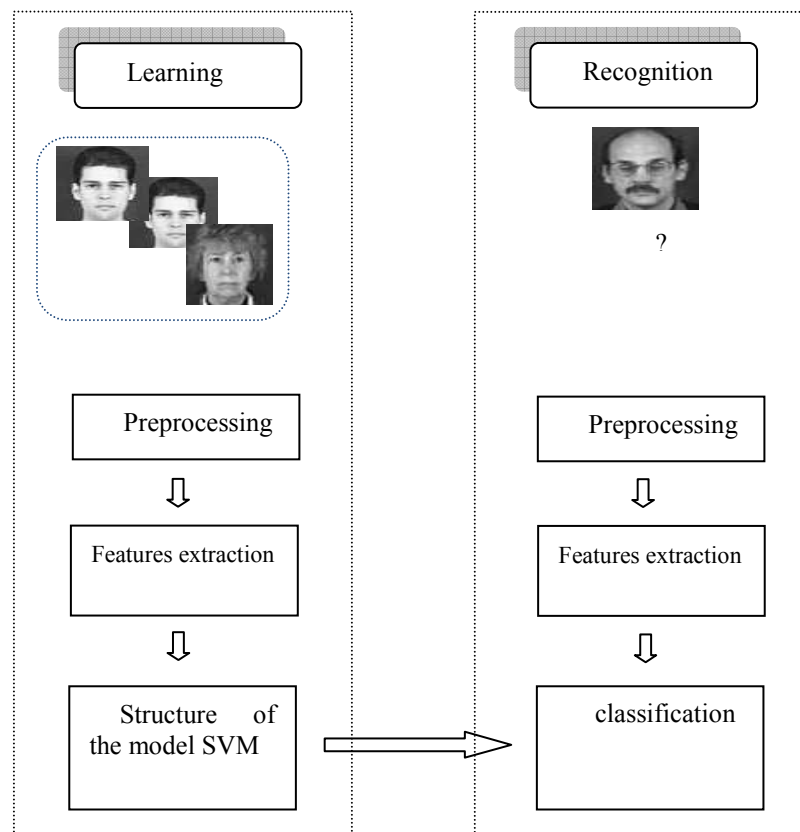 Learning
Preprocessing
Features extraction
Structure of
the model SVM
Recognition
?
Preprocessing
Features extraction
classification